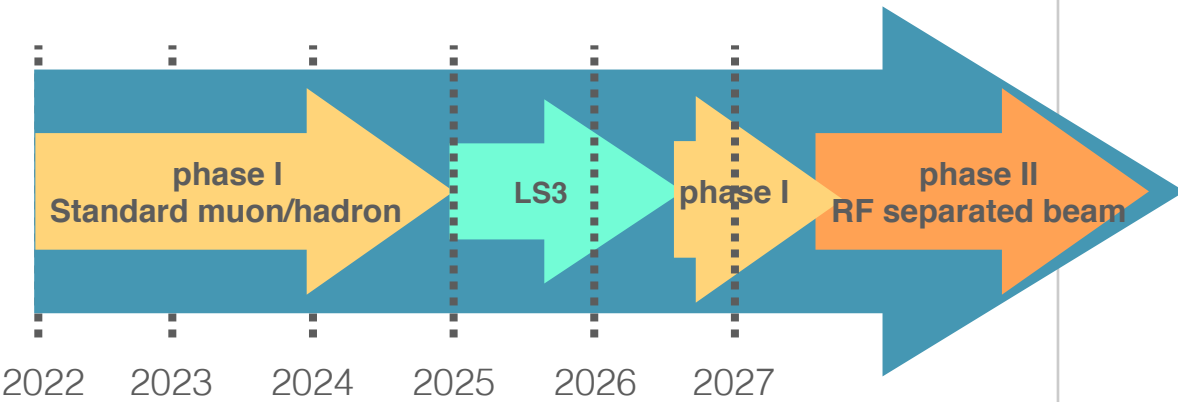 phase I
Standard muon/hadron
LS3
phase I
phase II
RF separated beam
2022 2023 2024 2025 2026 2027